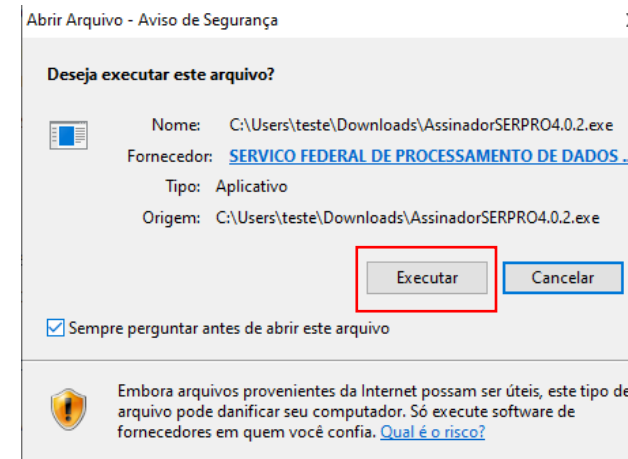 Abrir Arquivo - Aviso de Segurança
Deseja executar este arquivo?
Nome: C:\Users\teste\Downloads\AssinadorSERPRO4.0.2.exe
Fornecedor: SERVICO FEDERAL DE PROCESSAMENTO DE DADOS ..
Tipo: Aplicativo
Origem: C:\Users\teste\Downloads\AssinadorSERPRO4.0.2.exe
Executar Cancelar
Sempre perguntar antes de abrir este arquivo
Embora arquivos provenientes da Internet possam ser úteis, este tipo de
arquivo pode danificar seu computador. Só execute software de
fornecedores em quem você confia. Qual é o risco?